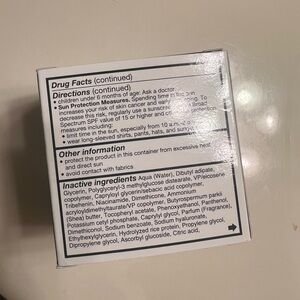 Drug Facts (continued)
Directions (continued)
• children under 6 months of age: Ask a doctor
• Sun Protection Measures. Spending time in the sun
increases your risk of skin cancer and early aging. To
decrease this risk, regularly use a sunscreen with a Broad
Spectrum SPF value of 15 or higher and other sun protection
measures including:
• limit time in the sun, especially from 10 a.m.
• wear long-sleeved shirts, pants, hats, and sunglasses
Other information
• protect the product in this container from excessive heat
and direct sun
• avoid contact with fabrics
Inactive ingredients Aqua (Water), Dibutyl adipate,
Glycerin, Polyglyceryl-3 methylglucose distearate, VP/eicosene
copolymer, Capryloyl glycerin/sebacic acid copolymer,
Tribehenin, Niacinamide, Dimethicone, Ammonium
acryloyldimethyltaurate/VP copolymer, Butyrospermum parkii
(Shea) butter, Tocopheryl acetate, Phenoxyethanol, Panthenol,
Potassium cetyl phosphate, Caprylyl glycol, Parfum (Fragrance),
Dimethiconol, Sodium benzoate, Sodium hyaluronate,
Ethylhexylglycerin, Hydrolized rice protein, Propylene glycol,
Dipropylene glycol, Ascorbyl glucoside, Citric acid,